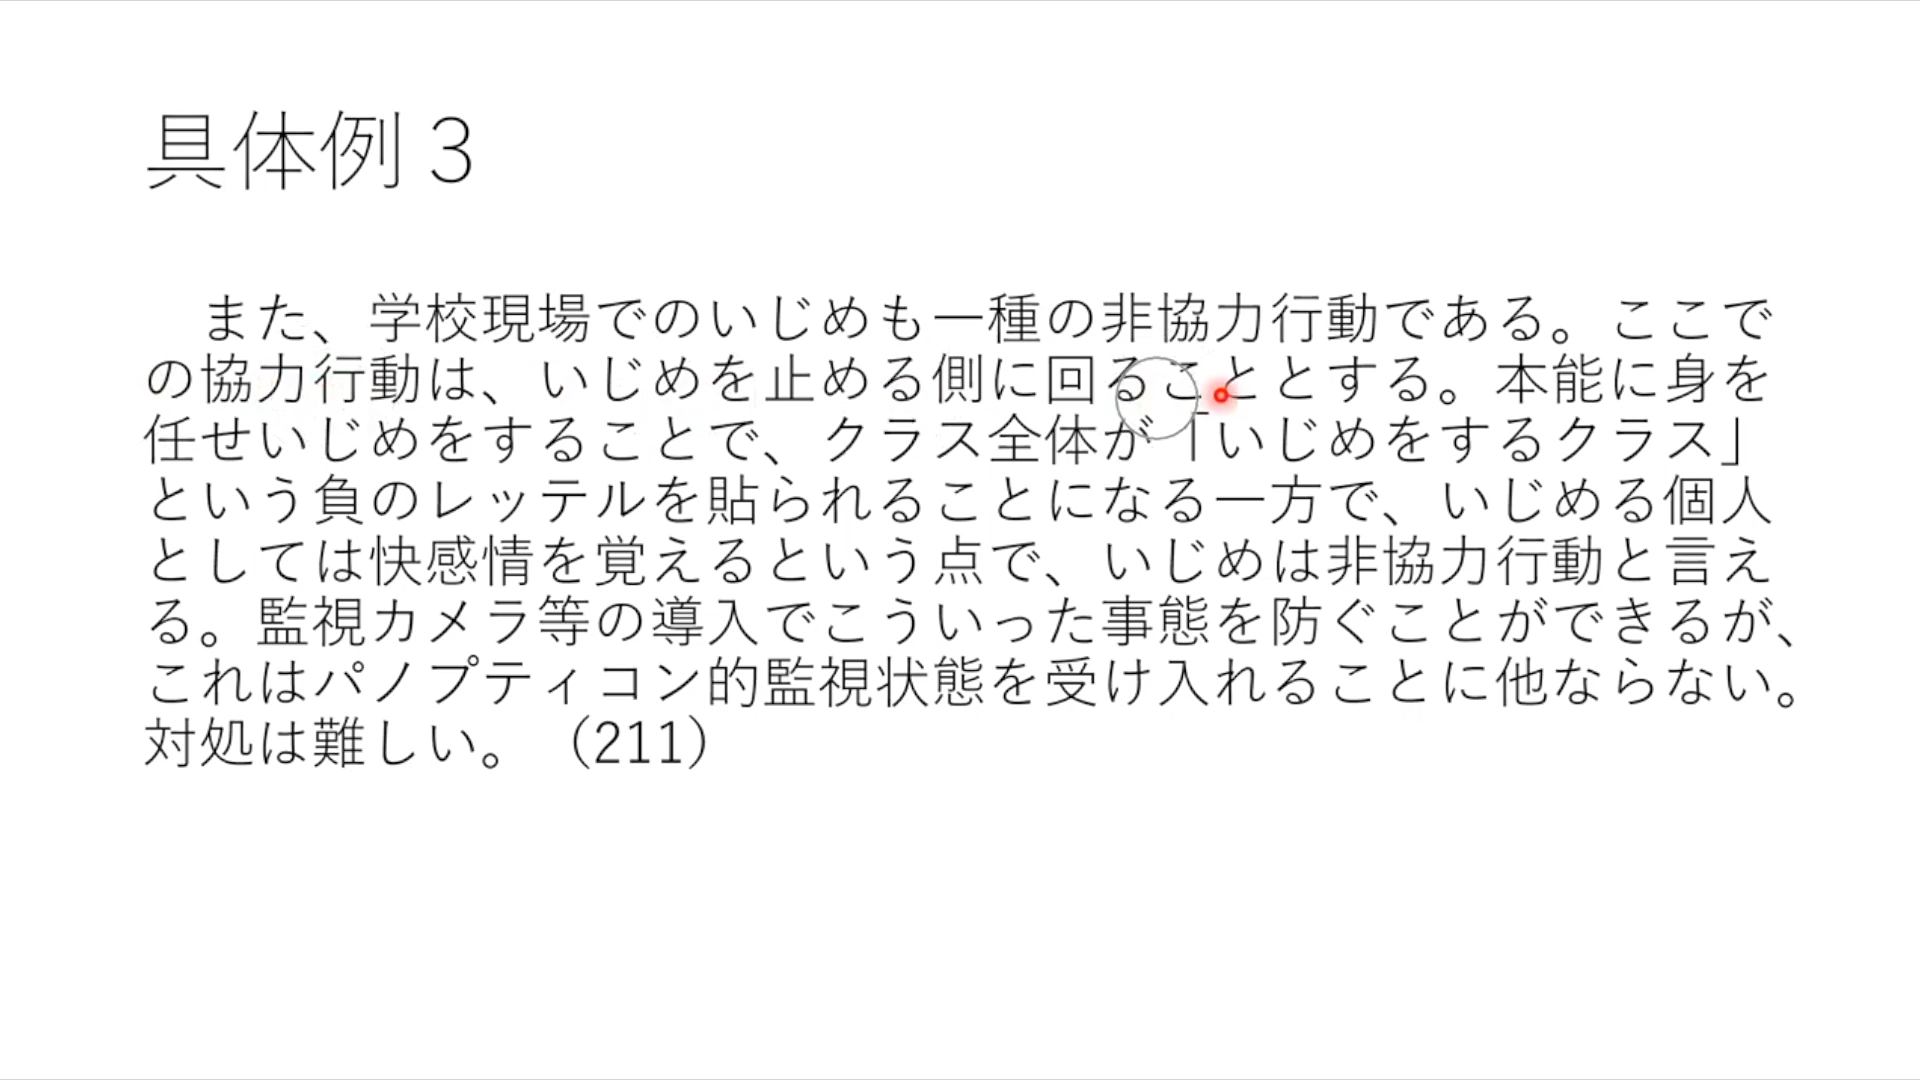 具体例３
また、学校現場でのいじめも一種の非協力行動である。ここで
の協力行動は、いじめを止める側に回ることとする。本能に身を
任せいじめをすることで、クラス全体が「いじめをするクラス」
という負のレッテルを貼られることになる一方で、いじめる個人
としては快感情を覚えるという点で、いじめは非協力行動と言え
る。監視カメラ等の導入でこういった事態を防ぐことができるが、
これはパノプティコン的監視状態を受け入れることに他ならない。
対処は難しい。（211）